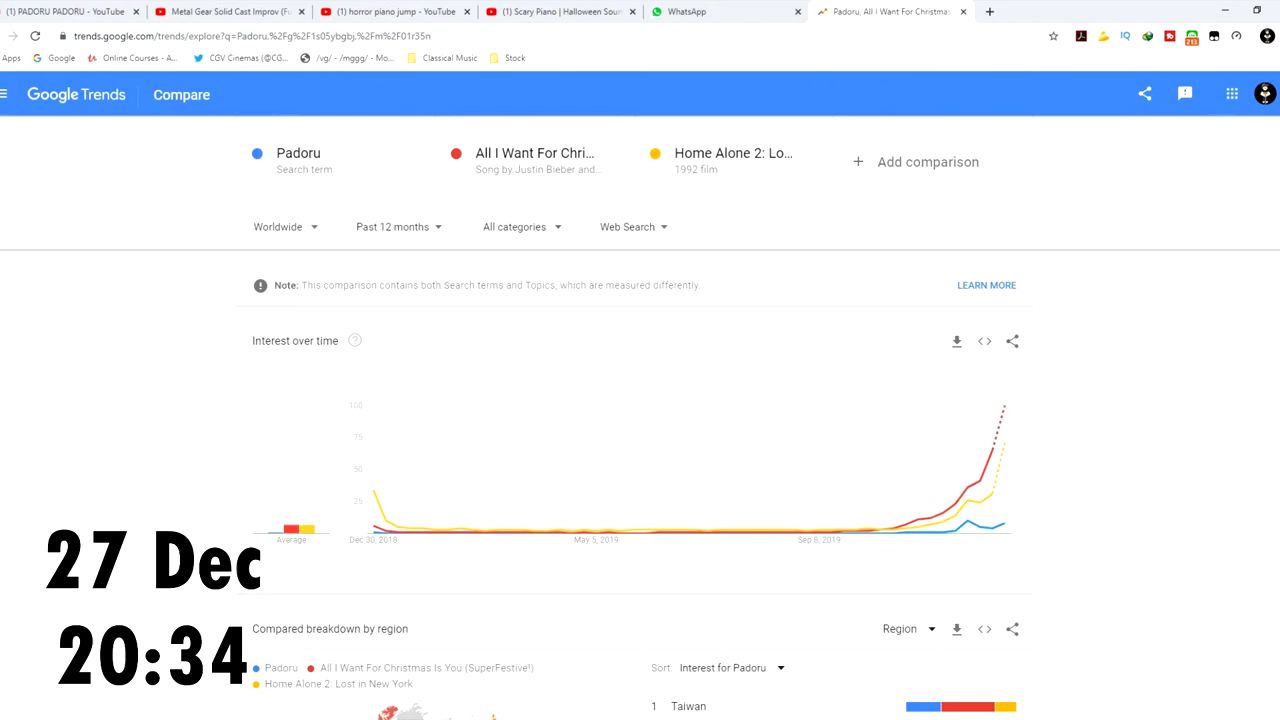 (1) PADORU PADORU - YouTube
Metal Gear Solid Cast Improv (Fu
(1) horror piano jump - YouTube
(1) Scary Piano | Halloween Soun
WhatsApp
Padoru, All I Want For Christmas
trends.google.com/trends/explore?q=Padoru,%2Fg%2F1s05ybgbj,%2Fm%2F01r35n
Apps Google Online Courses - A... CGV Cinemas (@CG... /vg/ - /mggg/ - Mo... Classical Music Stock
Google Trends Compare
Padoru All I Want For Chri... Home Alone 2: Lo... + Add comparison
Search term Song by Justin Bieber and... 1992 film
Worldwide Past 12 months All categories Web Search
Note: This comparison contains both Search terms and Topics, which are measured differently. LEARN MORE
Interest over time
100
75
50
25
Average Dec 30, 2018 May 5, 2019 Sep 8, 2019
27 Dec
20:34
Compared breakdown by region Region
Padoru All I Want For Christmas Is You (SuperFestive!)
Home Alone 2: Lost in New York
Sort: Interest for Padoru
1 Taiwan